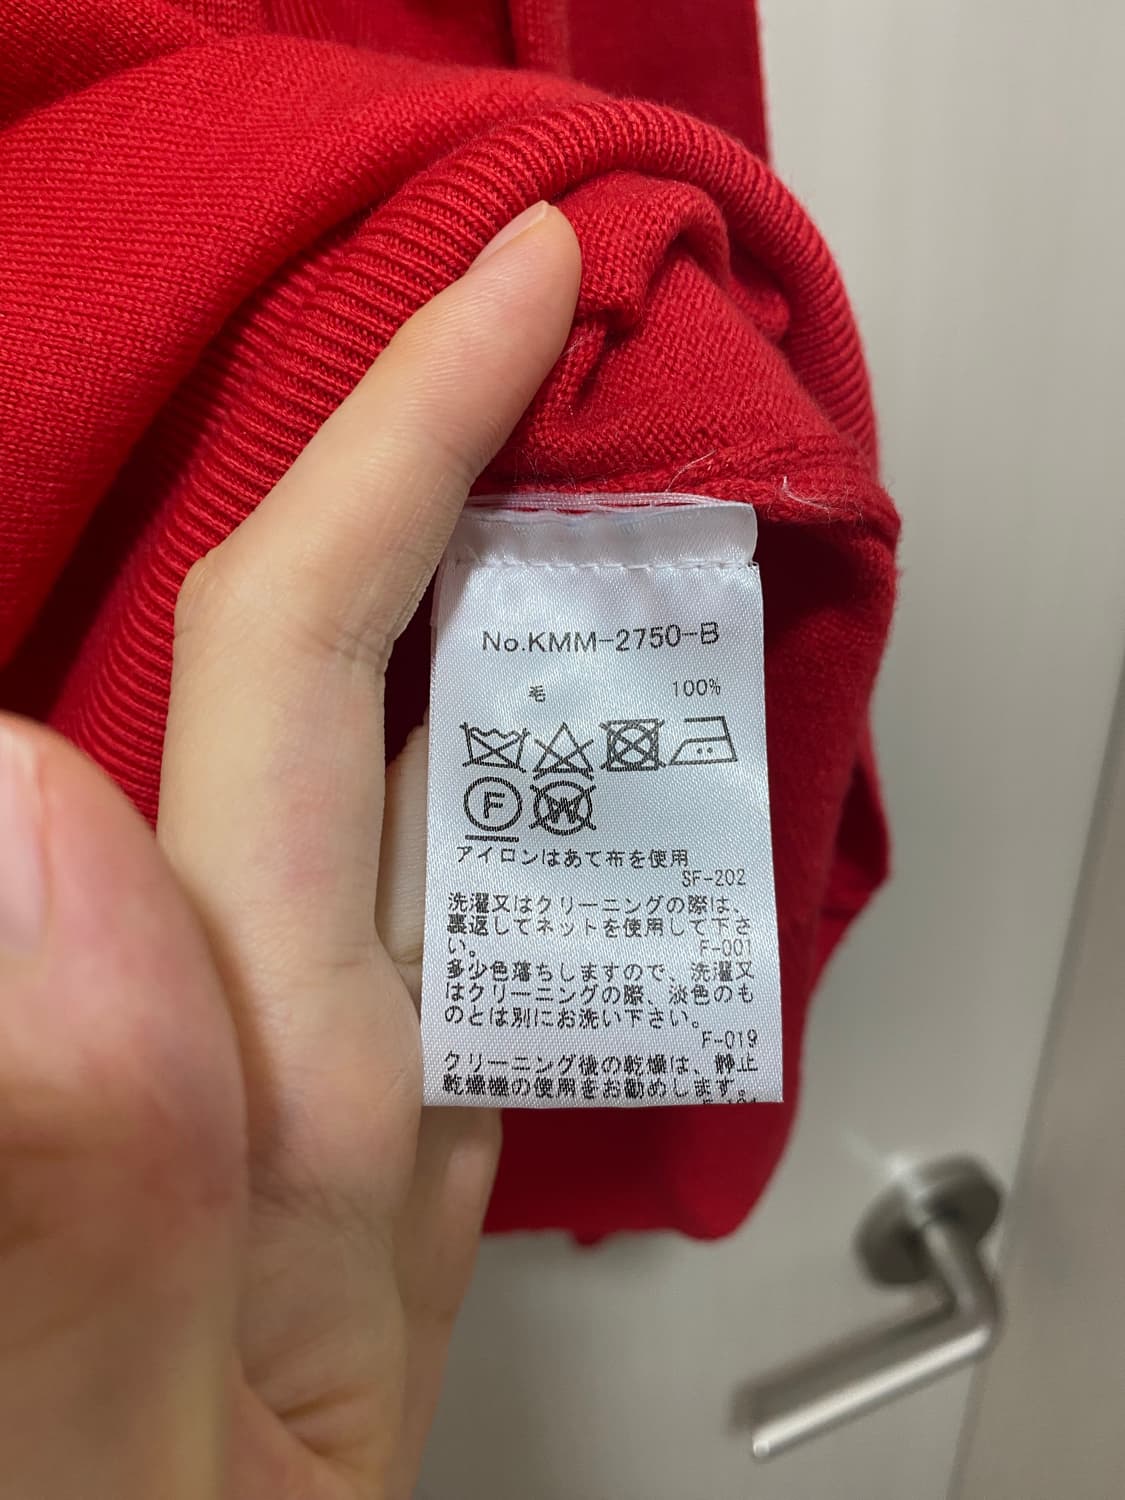 No.KMM-2750-B
毛 100%
F W
アイロンはあて布を使用
SF-202
洗濯又はクリーニングの際は、
裏返してネットを使用して下さ
い。 F-001
多少色落ちしますので、洗濯又
はクリーニングの際、淡色のも
のとは別にお洗い下さい。
F-019
クリーニング後の乾燥は、静止
乾燥機の使用をお勧めします。